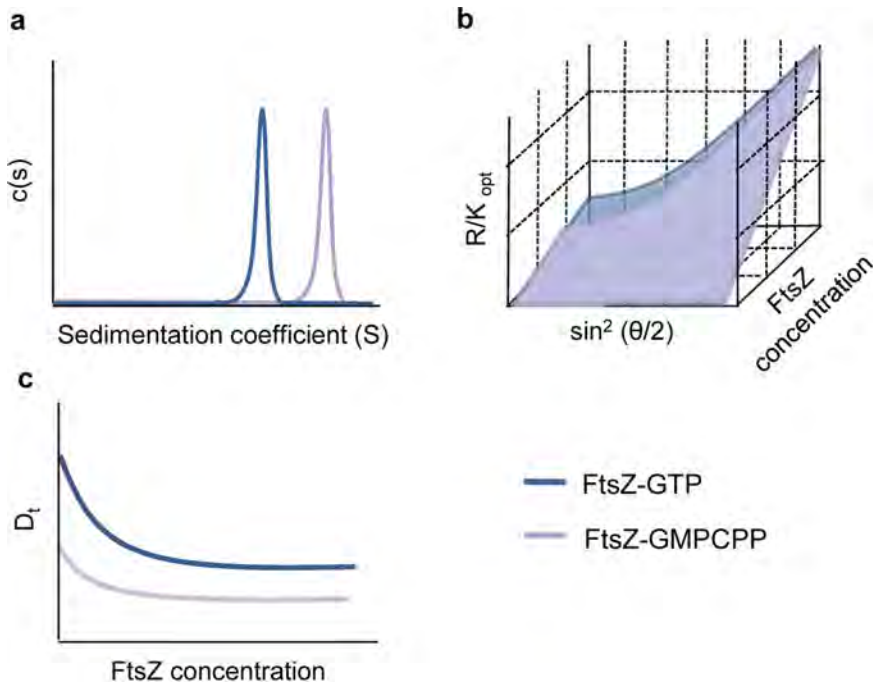 a
c(s)
Sedimentation coefficient (S)
b
R/K opt
sin² (θ/2)
FtsZ
concentration
c
Dt
FtsZ concentration
FtsZ-GTP
FtsZ-GMPCPP